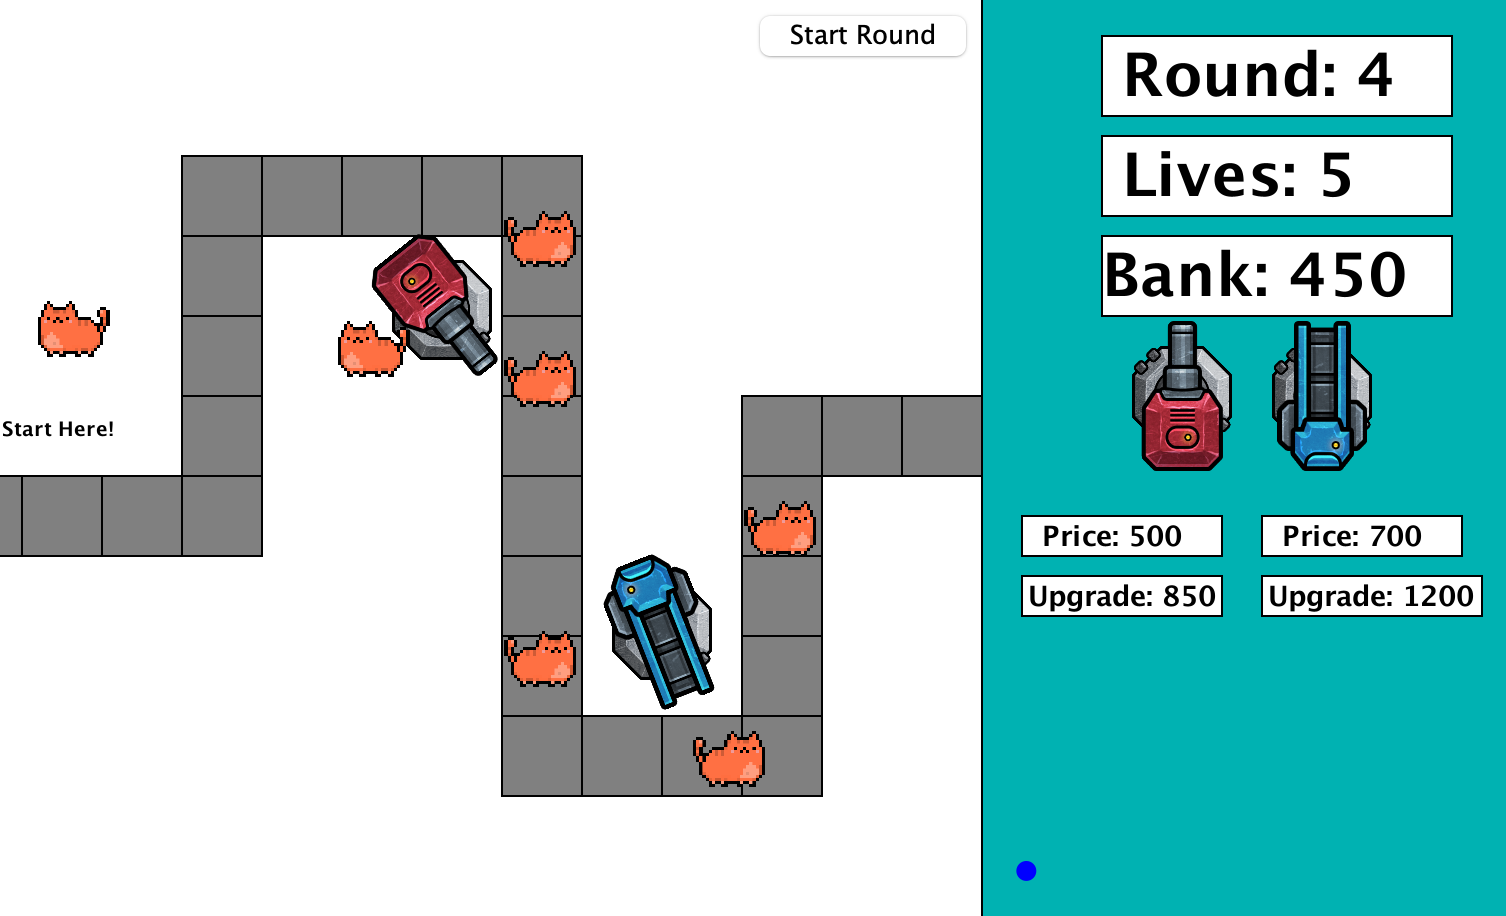 Start Round
Round: 4
Lives: 5
Bank: 450
Start Here!
Price: 500
Price: 700
Upgrade: 850
Upgrade: 1200